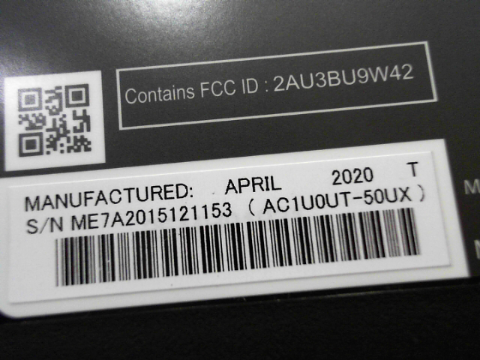 Contains FCC ID : 2AU3BU9W42
MANUFACTURED: APRIL 2020 T
S/N ME7A2015121153 ( AC1U0UT-50UX )
M